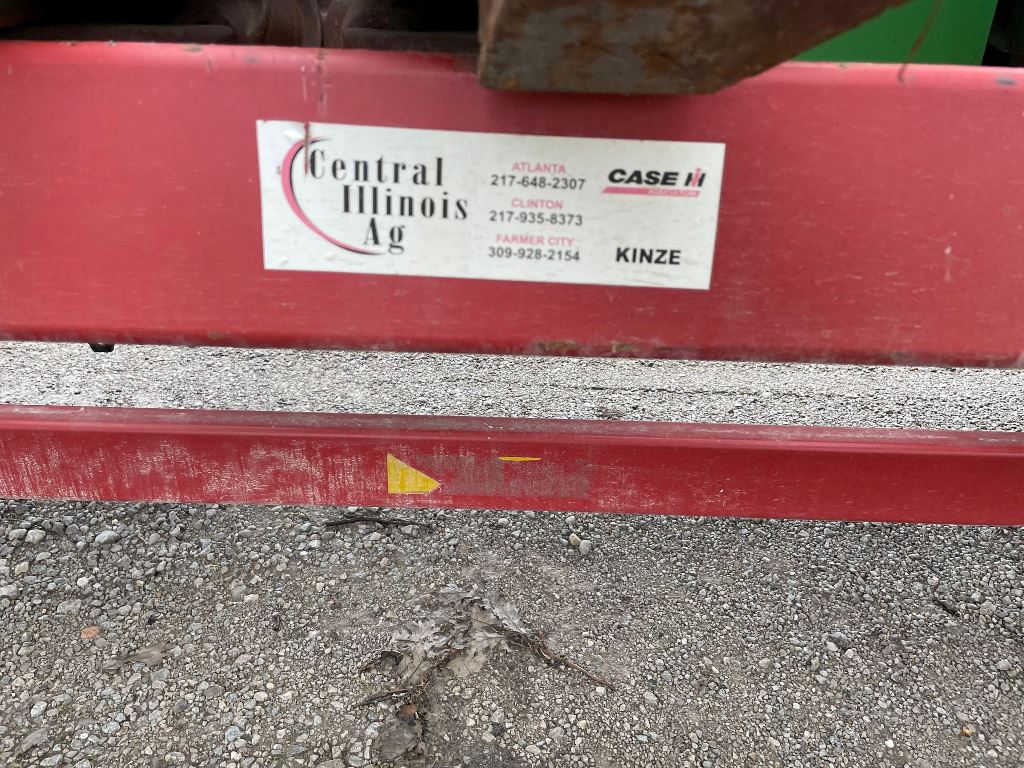 Central
Illinois
Ag
ATLANTA
217-648-2307
CLINTON
217-935-8373
FARMER CITY
309-928-2154
CASE IH
AGRICULTURE
KINZE